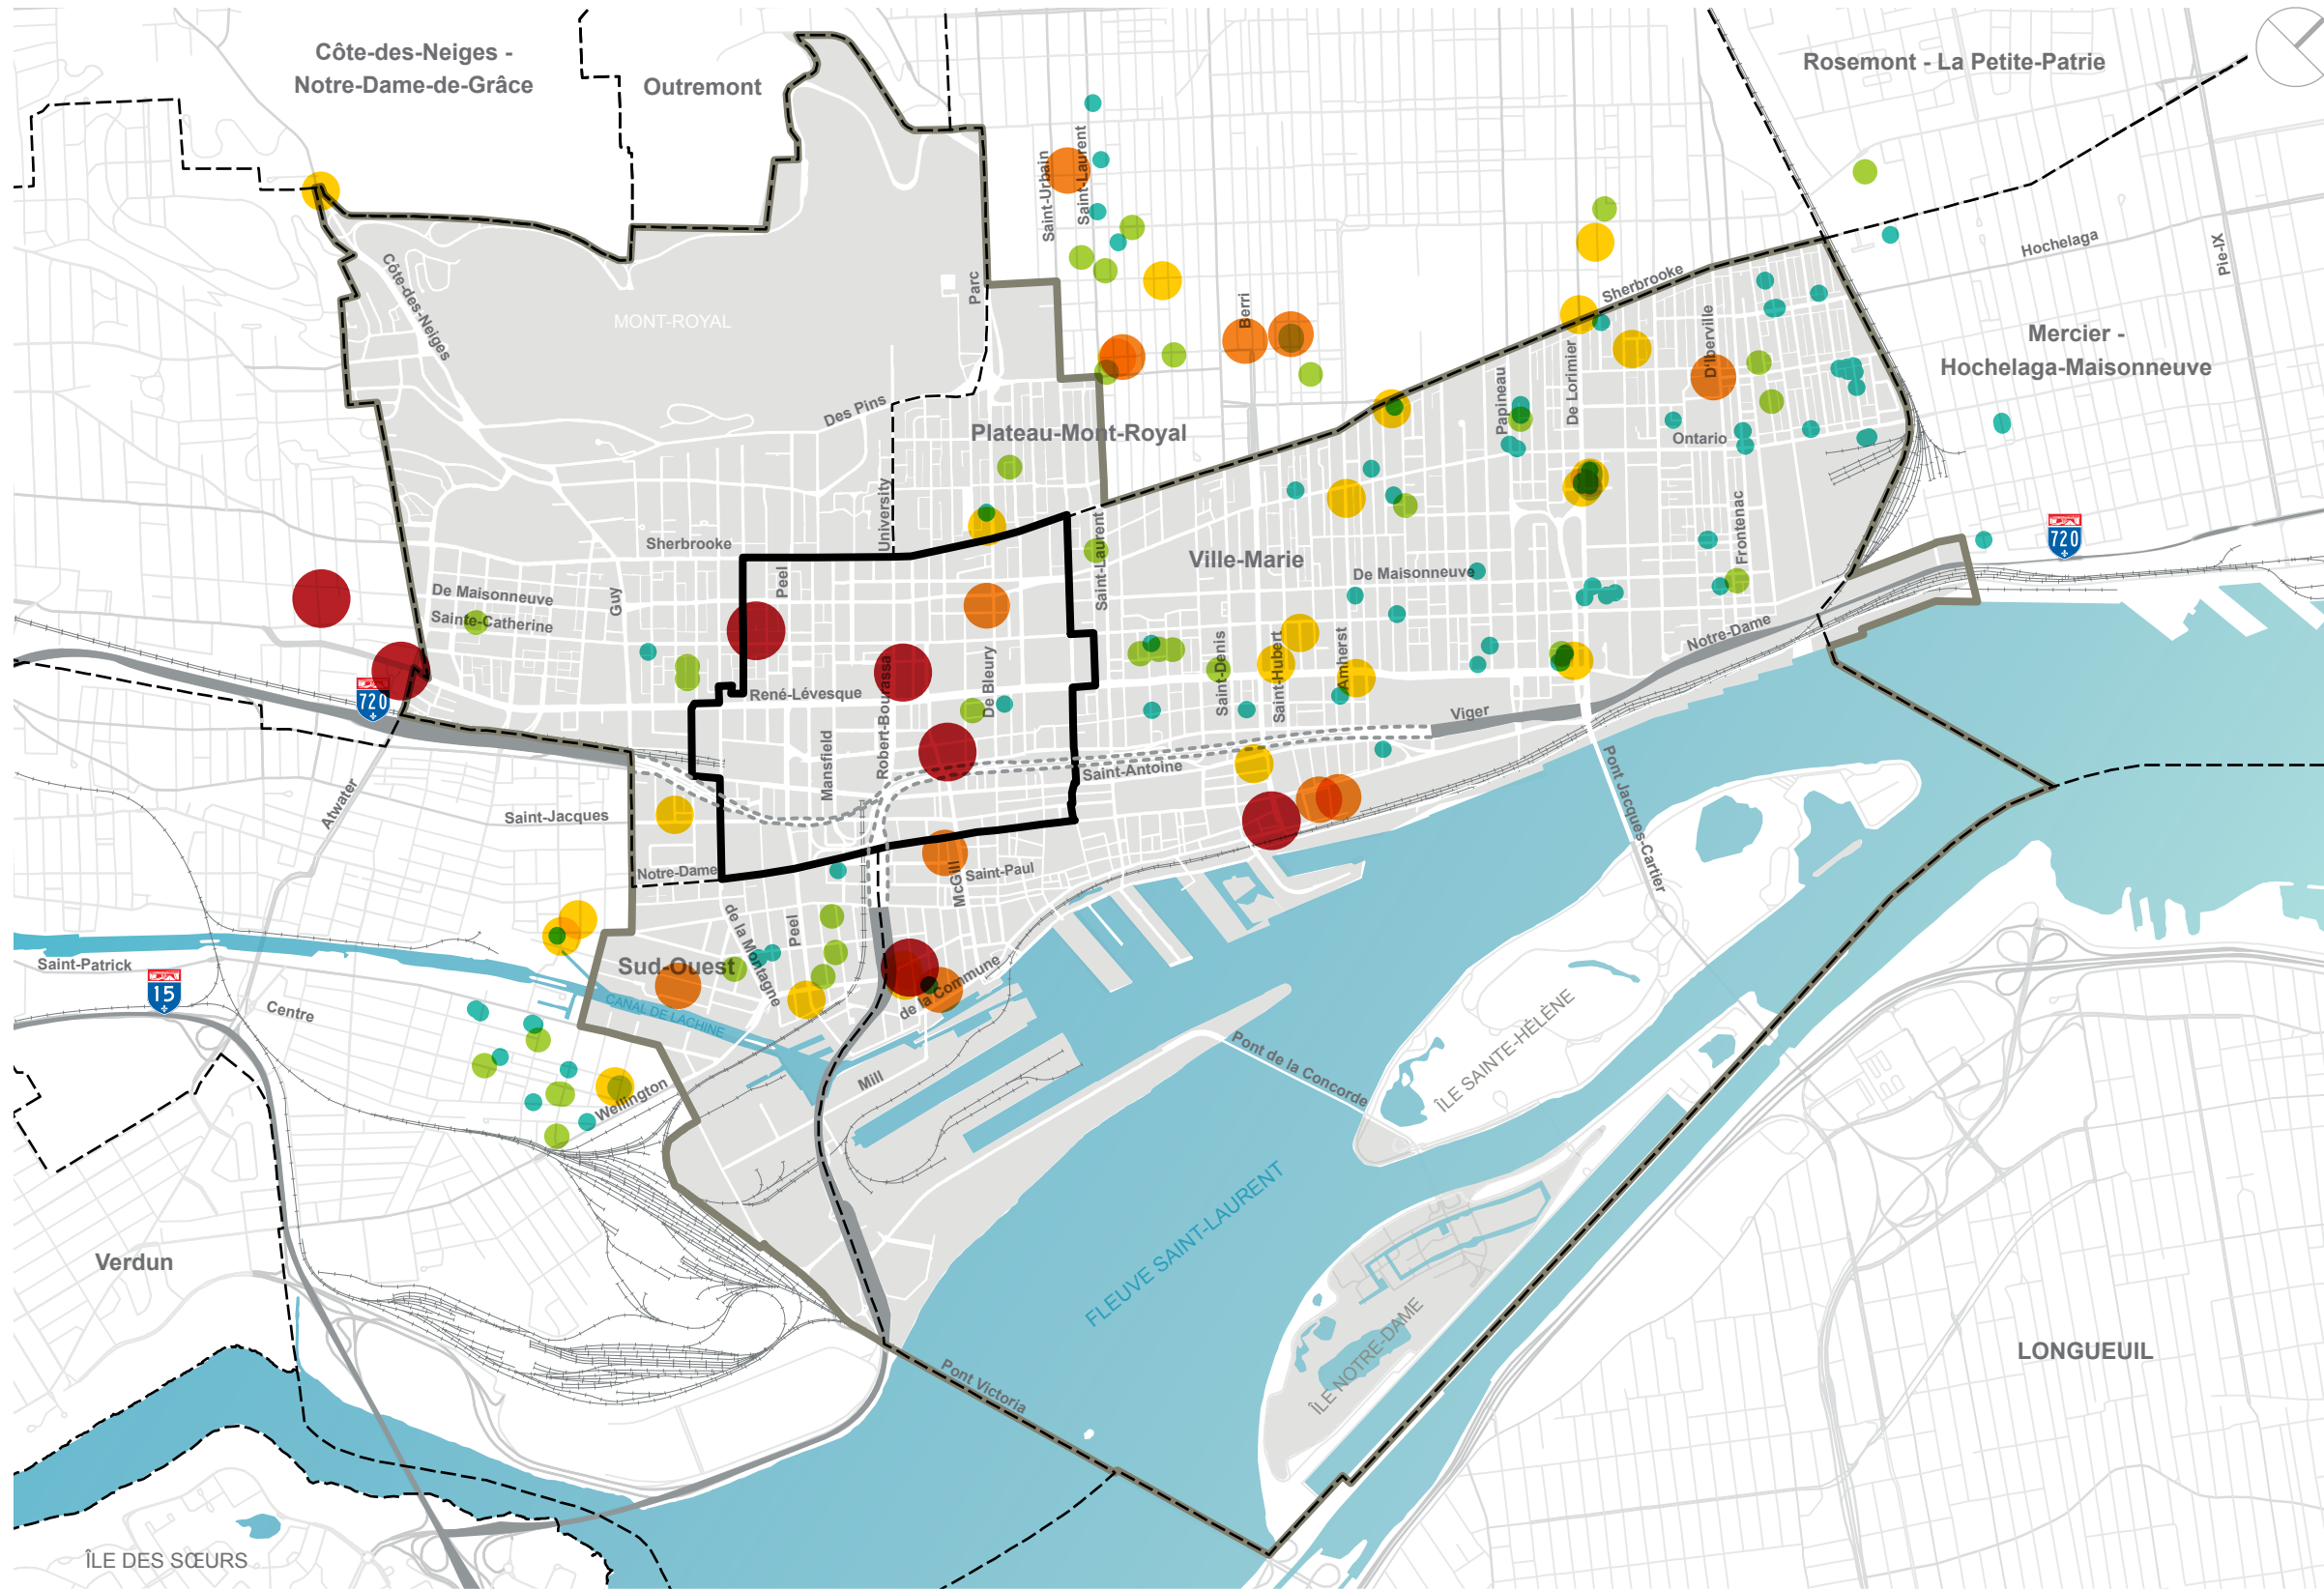 Côte-des-Neiges -
Notre-Dame-de-Grâce
Outremont
Rosemont - La Petite-Patrie
Saint-Urbain
Saint-Laurent
Hochelaga
Pie-IX
Côte-des-Neiges
MONT-ROYAL
Parc
Berri
Sherbrooke
D'Iberville
Mercier -
Hochelaga-Maisonneuve
De Lorimier
Papineau
Des Pins
Plateau-Mont-Royal
Ontario
University
Frontenac
Sherbrooke
Saint-Laurent
Ville-Marie
720
De Maisonneuve
Peel
Guy
De Maisonneuve
Sainte-Catherine
Notre-Dame
Saint-Denis
Saint-Hubert
Amherst
De Bleury
Robert-Bourassa
René-Lévesque
720
Viger
Mansfield
Saint-Antoine
Pont Jacques-Cartier
Atwater
Saint-Jacques
Notre-Dame
McGill
Saint-Paul
de la Montagne
Peel
Saint-Patrick
Sud-Ouest
15
Centre
CANAL DE LACHINE
de la Commune
Pont de la Concorde
ÎLE SAINTE-HÉLÈNE
Mill
Wellington
FLEUVE SAINT-LAURENT
Verdun
ÎLE NOTRE-DAME
Pont Victoria
LONGUEUIL
ÎLE DES SŒURS